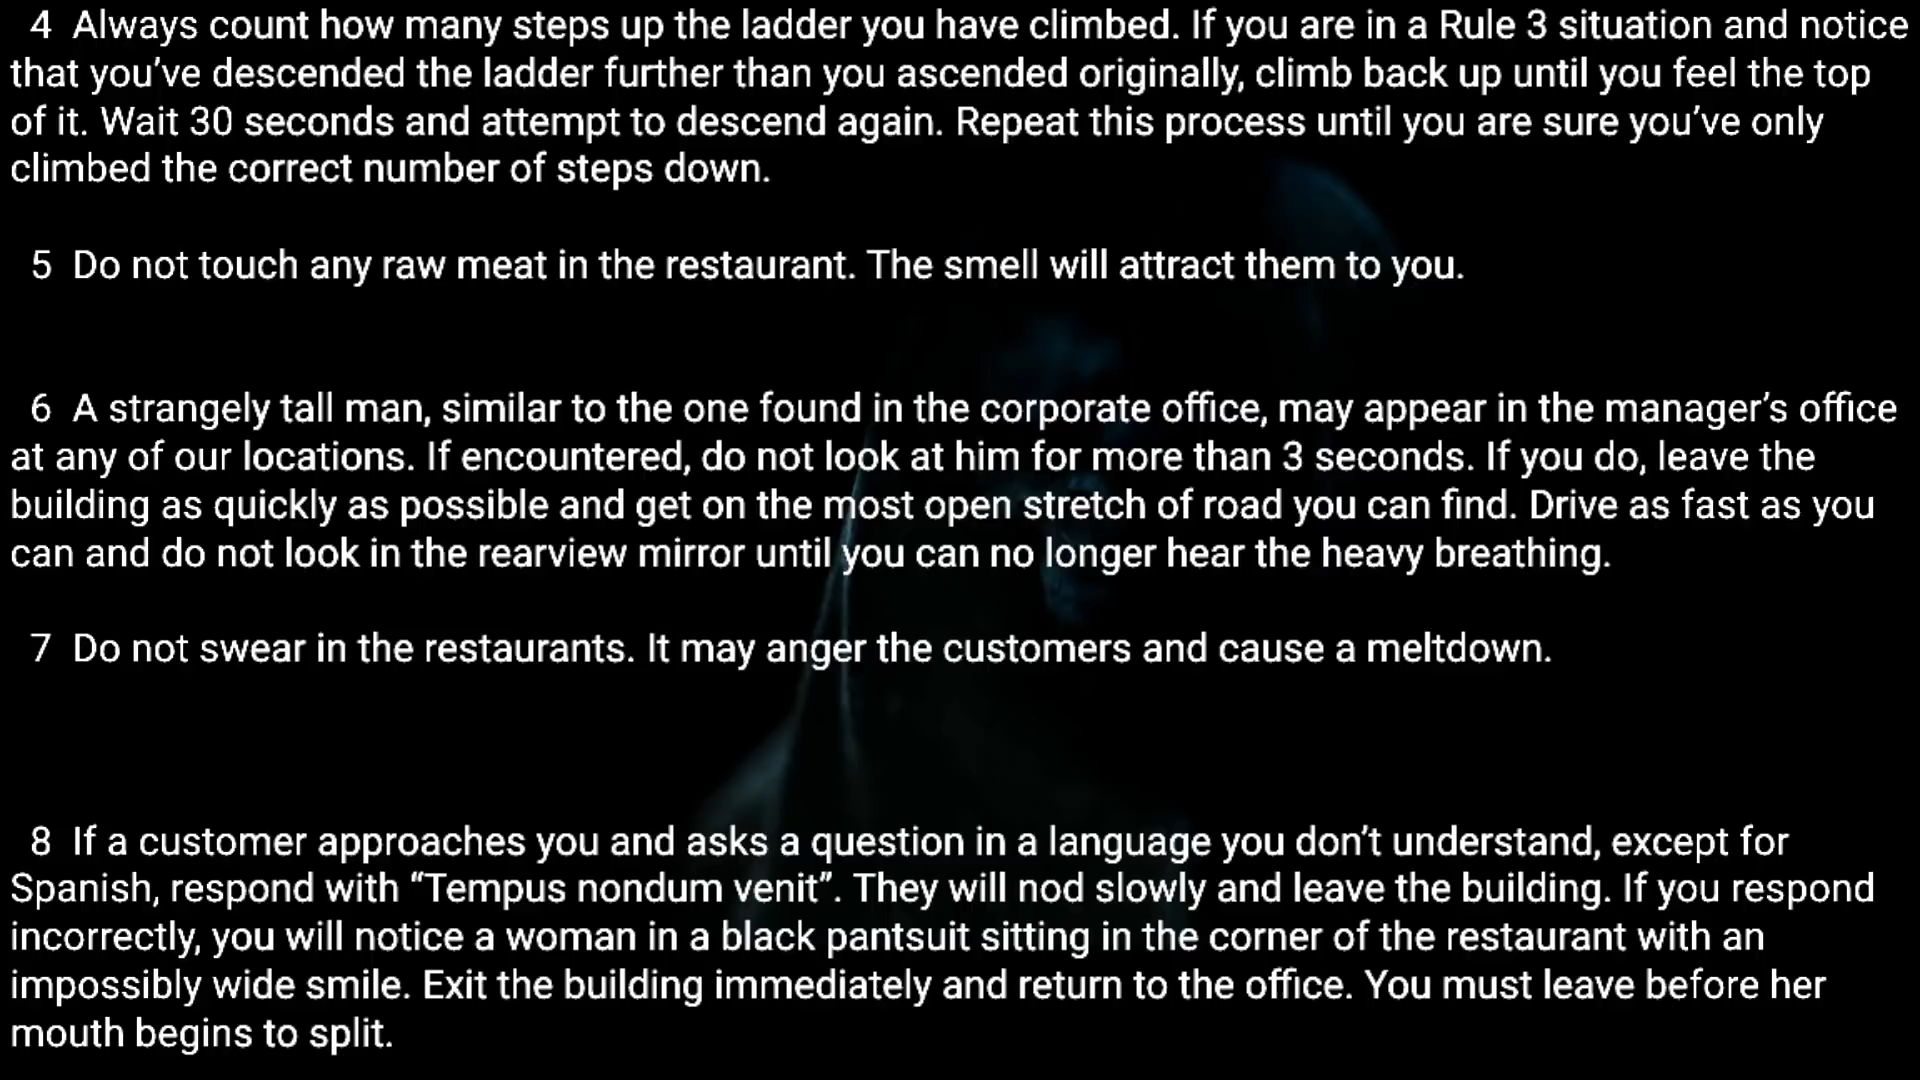 4 Always count how many steps up the ladder you have climbed. If you are in a Rule 3 situation and notice
that you’ve descended the ladder further than you ascended originally, climb back up until you feel the top
of it. Wait 30 seconds and attempt to descend again. Repeat this process until you are sure you’ve only
climbed the correct number of steps down.
5 Do not touch any raw meat in the restaurant. The smell will attract them to you.
6 A strangely tall man, similar to the one found in the corporate office, may appear in the manager’s office
at any of our locations. If encountered, do not look at him for more than 3 seconds. If you do, leave the
building as quickly as possible and get on the most open stretch of road you can find. Drive as fast as you
can and do not look in the rearview mirror until you can no longer hear the heavy breathing.
7 Do not swear in the restaurants. It may anger the customers and cause a meltdown.
8 If a customer approaches you and asks a question in a language you don’t understand, except for
Spanish, respond with “Tempus nondum venit”. They will nod slowly and leave the building. If you respond
incorrectly, you will notice a woman in a black pantsuit sitting in the corner of the restaurant with an
impossibly wide smile. Exit the building immediately and return to the office. You must leave before her
mouth begins to split.